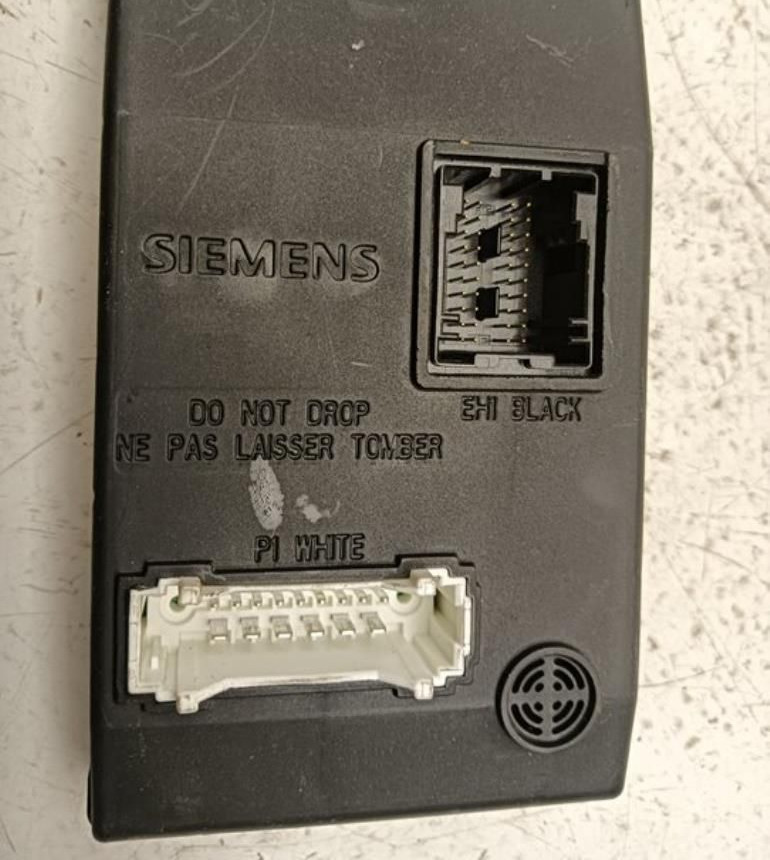 SIEMENS
EH1 BLACK
DO NOT DROP
NE PAS LAISSER TOMBER
P1 WHITE